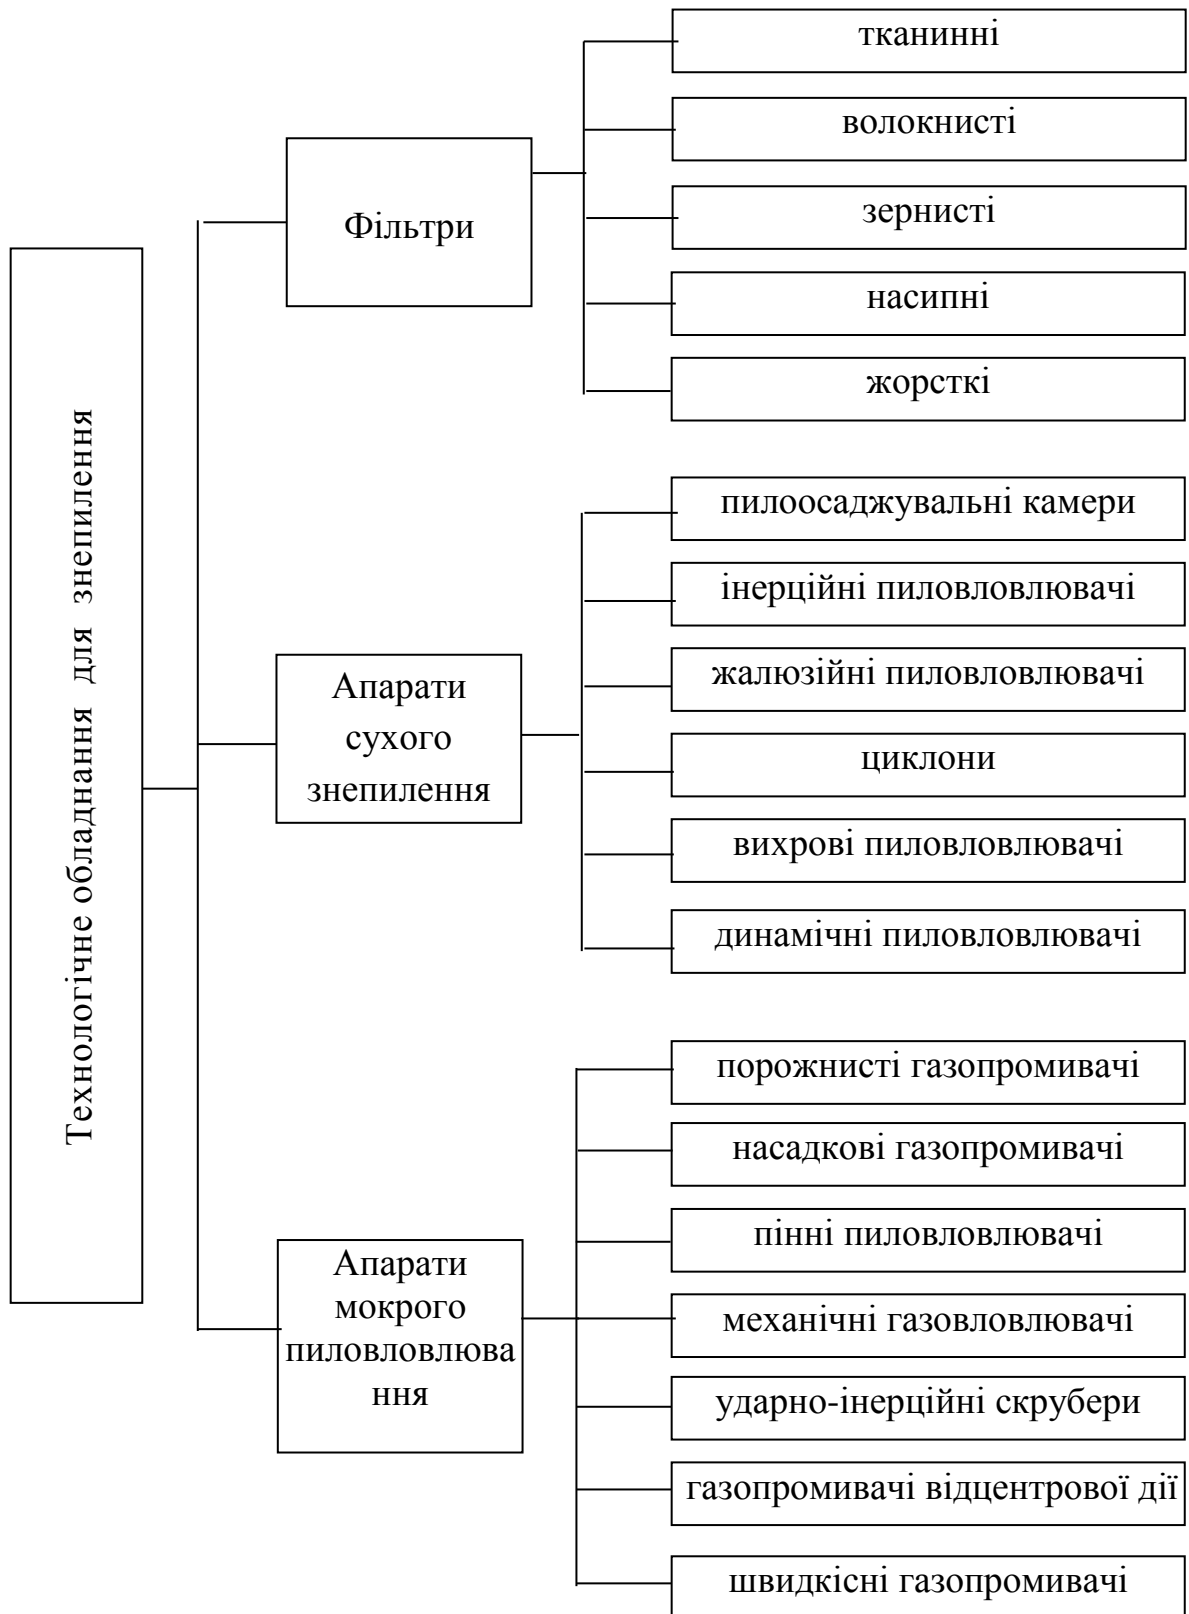 Технологічне обладнання для знепилення
Фільтри
тканинні
волокнисті
зернисті
насипні
жорсткі
Апарати
сухого
знепилення
пилоосаджувальні камери
інерційні пиловловлювачі
жалюзійні пиловловлювачі
циклони
вихрові пиловловлювачі
динамічні пиловловлювачі
Апарати
мокрого
пиловловлюва
ння
порожнисті газопромивачі
насадкові газопромивачі
пінні пиловловлювачі
механічні газовловлювачі
ударно-інерційні скрубери
газопромивачі відцентрової дії
швидкісні газопромивачі